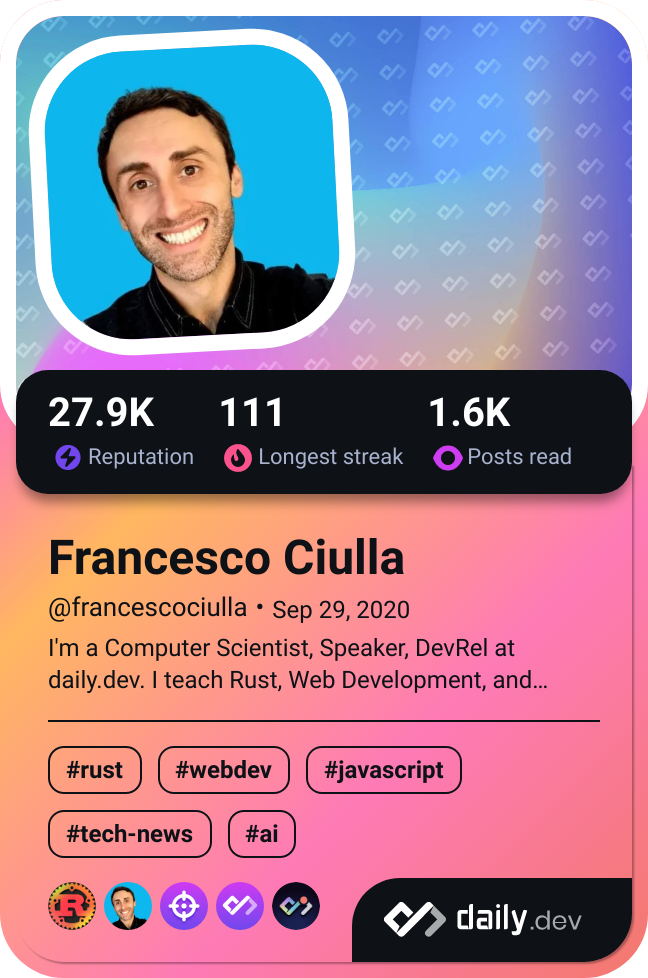 27.9K 111 1.6K
Reputation Longest streak Posts read
Francesco Ciulla
@francescociulla • Sep 29, 2020
I'm a Computer Scientist, Speaker, DevRel at
daily.dev. I teach Rust, Web Development, and…
#rust #webdev #javascript
#tech-news #ai
R daily.dev